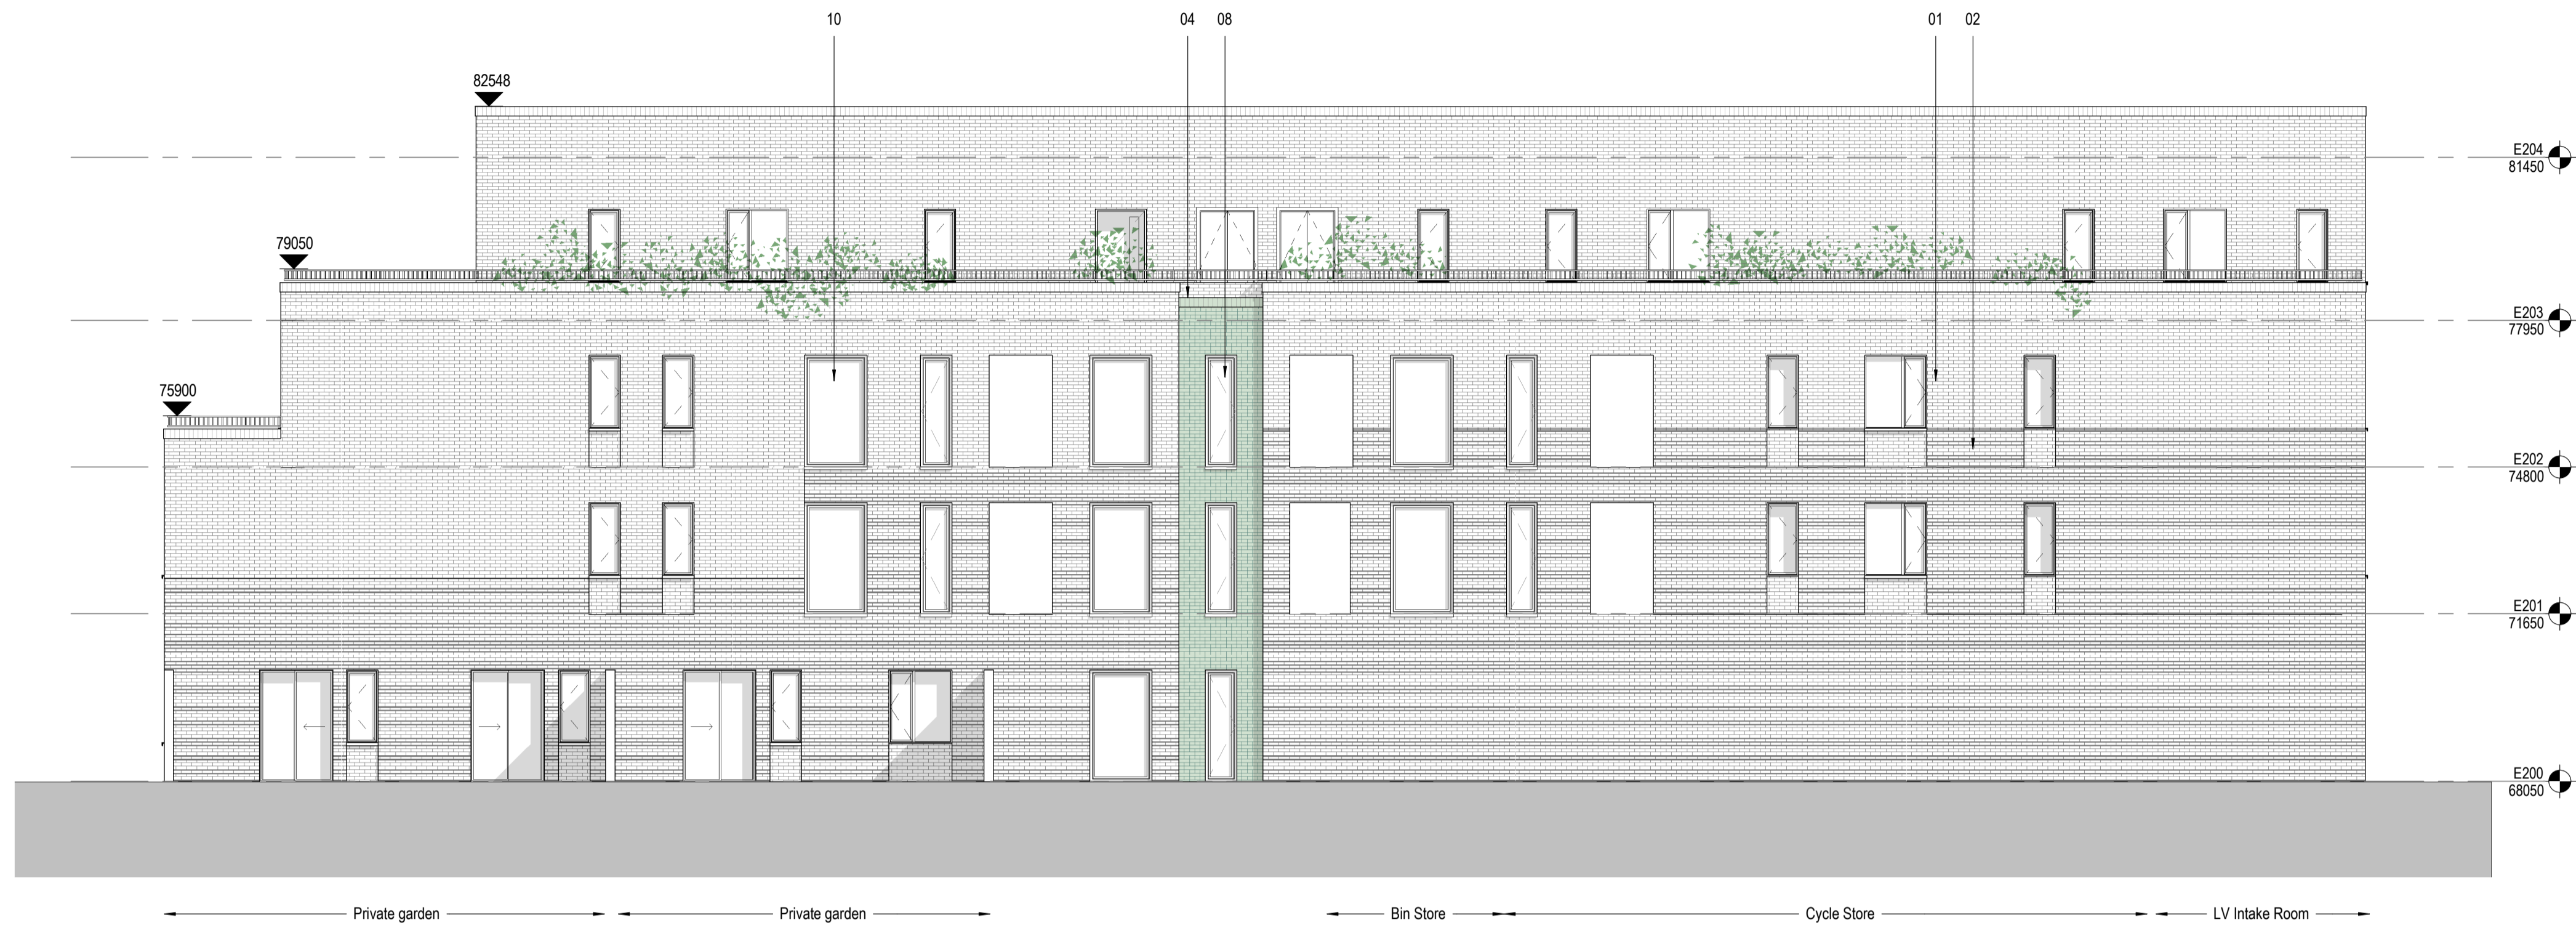 10
04 08
01 02
82548
E204
81450
79050
E203
77950
75900
E202
74800
E201
71650
E200
68050
Private garden
Private garden
Bin Store
Cycle Store
LV Intake Room